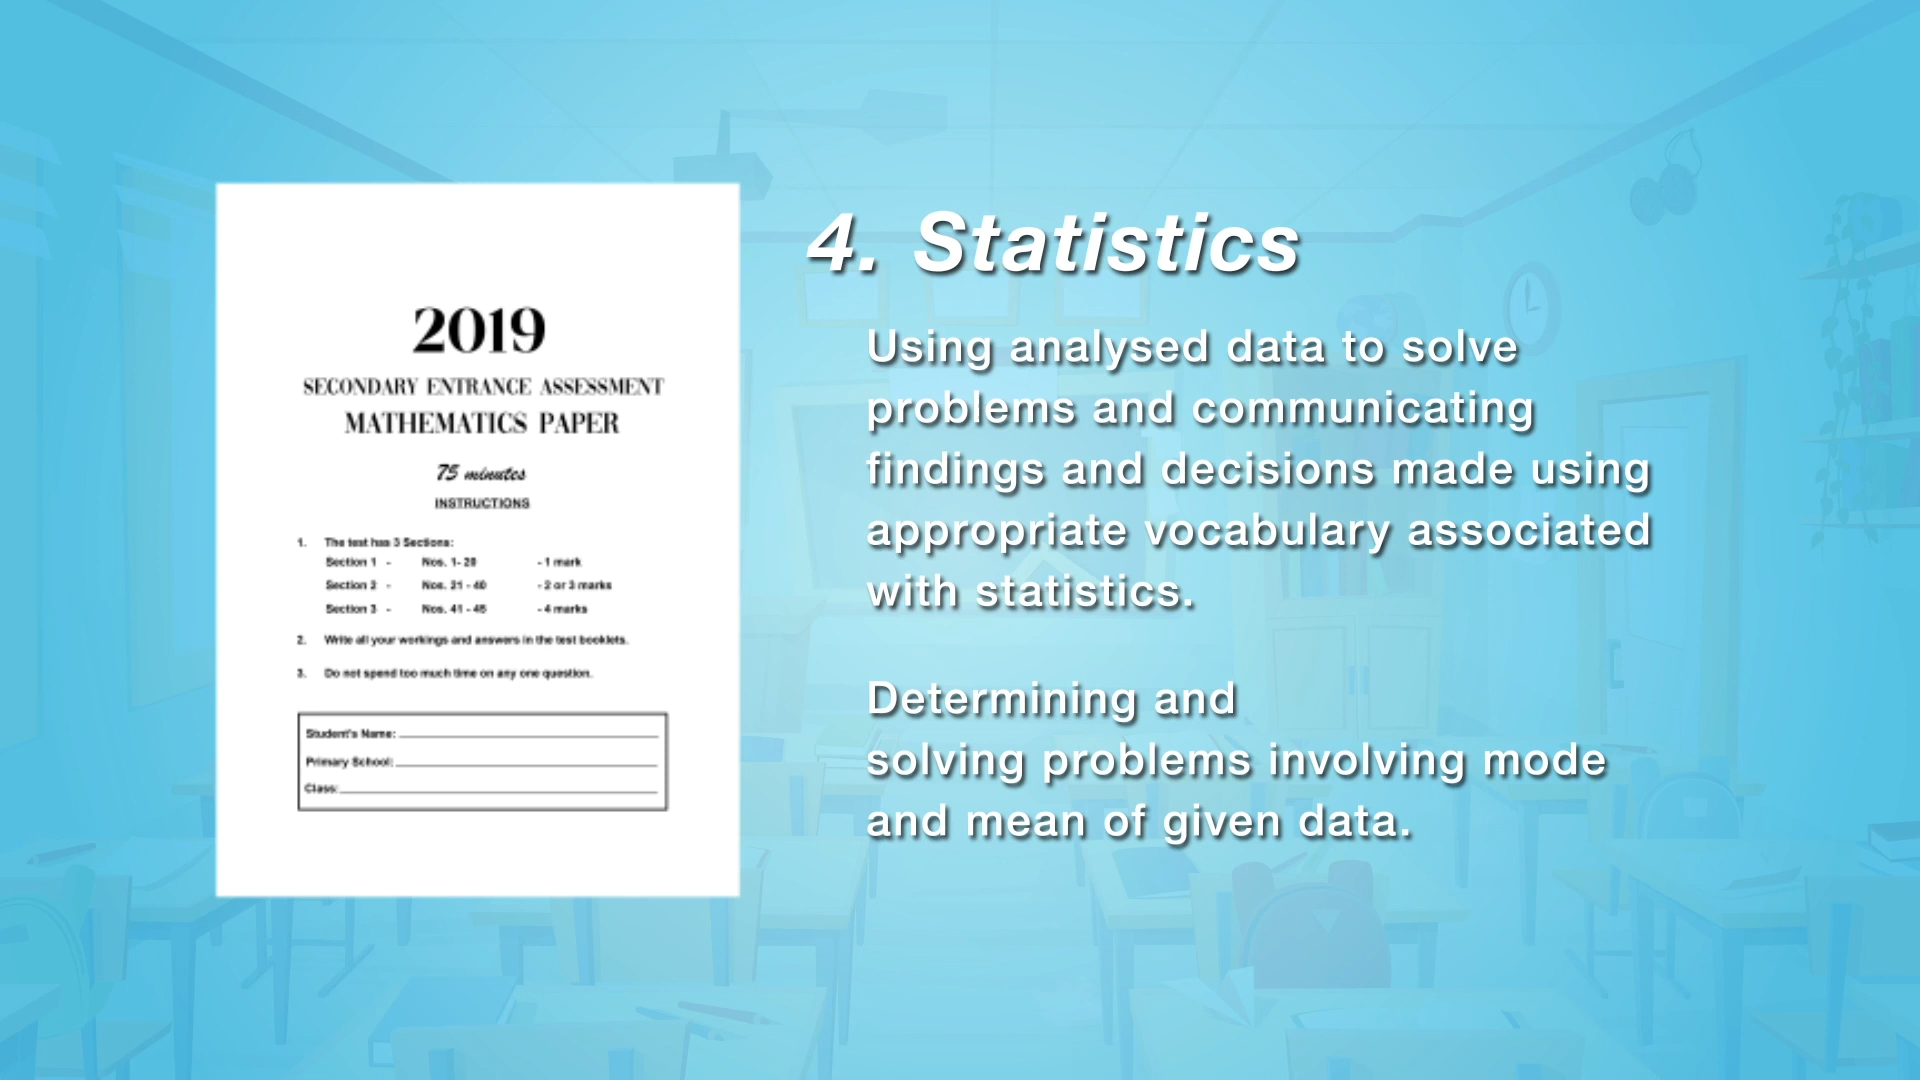 2019
SECONDARY ENTRANCE ASSESSMENT
MATHEMATICS PAPER
75 minutes
INSTRUCTIONS
1. The test has 3 Sections:
Section 1 - Nos. 1- 20 - 1 mark
Section 2 - Nos. 21 - 40 - 2 or 3 marks
Section 3 - Nos. 41 - 45 - 4 marks
2. Write all your workings and answers in the test booklets.
3. Do not spend too much time on any one question.
Student's Name:
Primary School:
Class:
4. Statistics
Using analysed data to solve
problems and communicating
findings and decisions made using
appropriate vocabulary associated
with statistics.
Determining and
solving problems involving mode
and mean of given data.